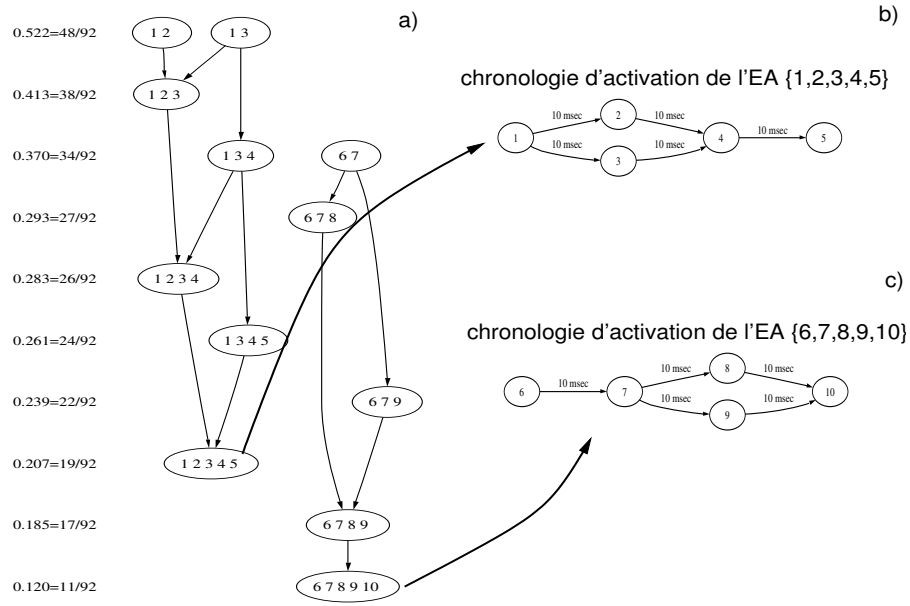 0.522=48/92
0.413=38/92
0.370=34/92
0.293=27/92
0.283=26/92
0.261=24/92
0.239=22/92
0.207=19/92
0.185=17/92
0.120=11/92
a)
1 2
1 3
1 2 3
1 3 4
6 7
6 7 8
1 2 3 4
1 3 4 5
6 7 9
1 2 3 4 5
6 7 8 9
6 7 8 9 10
b)
chronologie d'activation de l'EA {1,2,3,4,5}
1
10 msec
2
10 msec
10 msec
3
10 msec
4
10 msec
5
c)
chronologie d'activation de l'EA {6,7,8,9,10}
6
10 msec
7
10 msec
8
10 msec
10 msec
9
10 msec
10